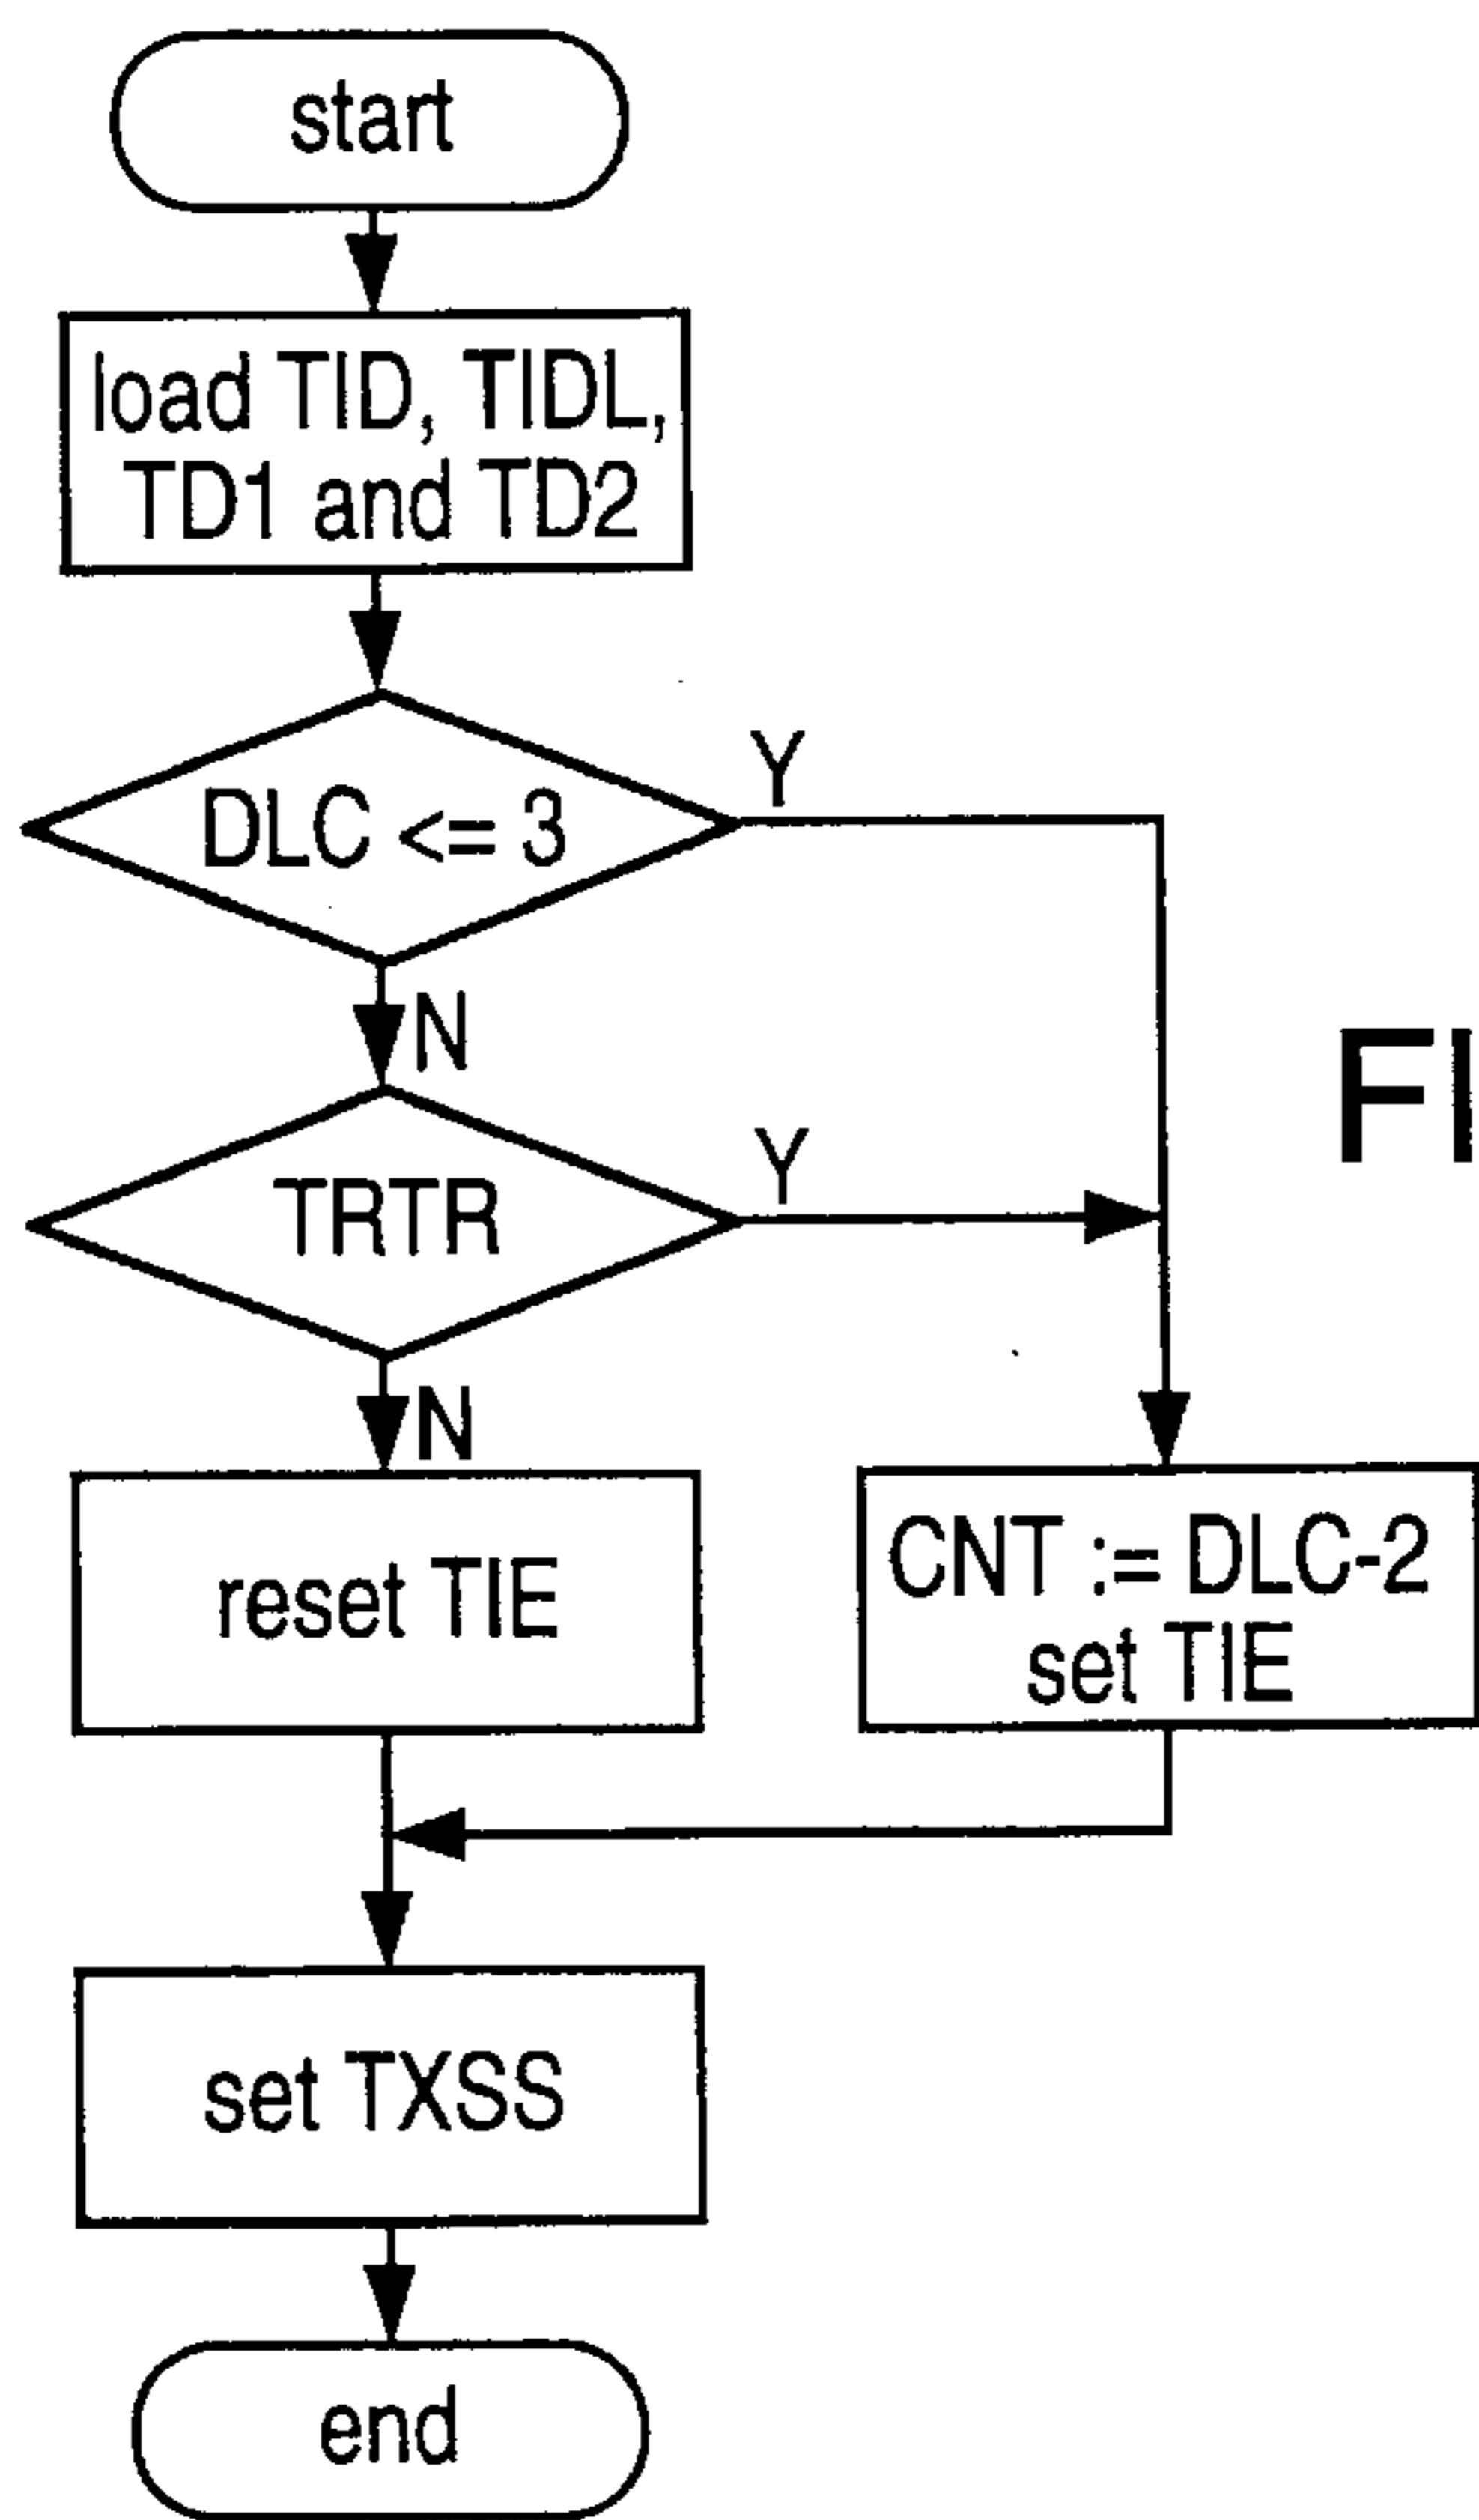 start
load TID, TIDL,
TD1 and TD2
DLC <= 3
Y
N
TRTR
Y
N
FI
reset TIE
CNT := DLC-2
set TIE
set TXSS
end